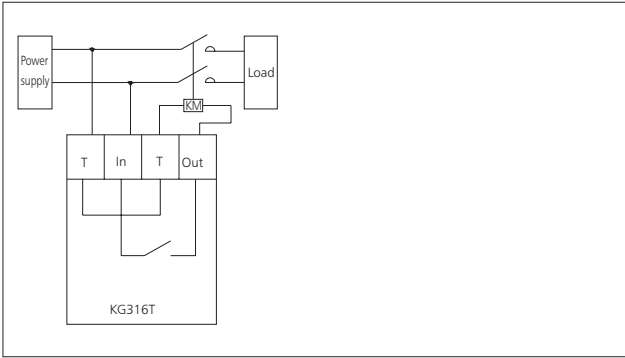 Power
supply
Load
KM
T
In
T
Out
KG316T